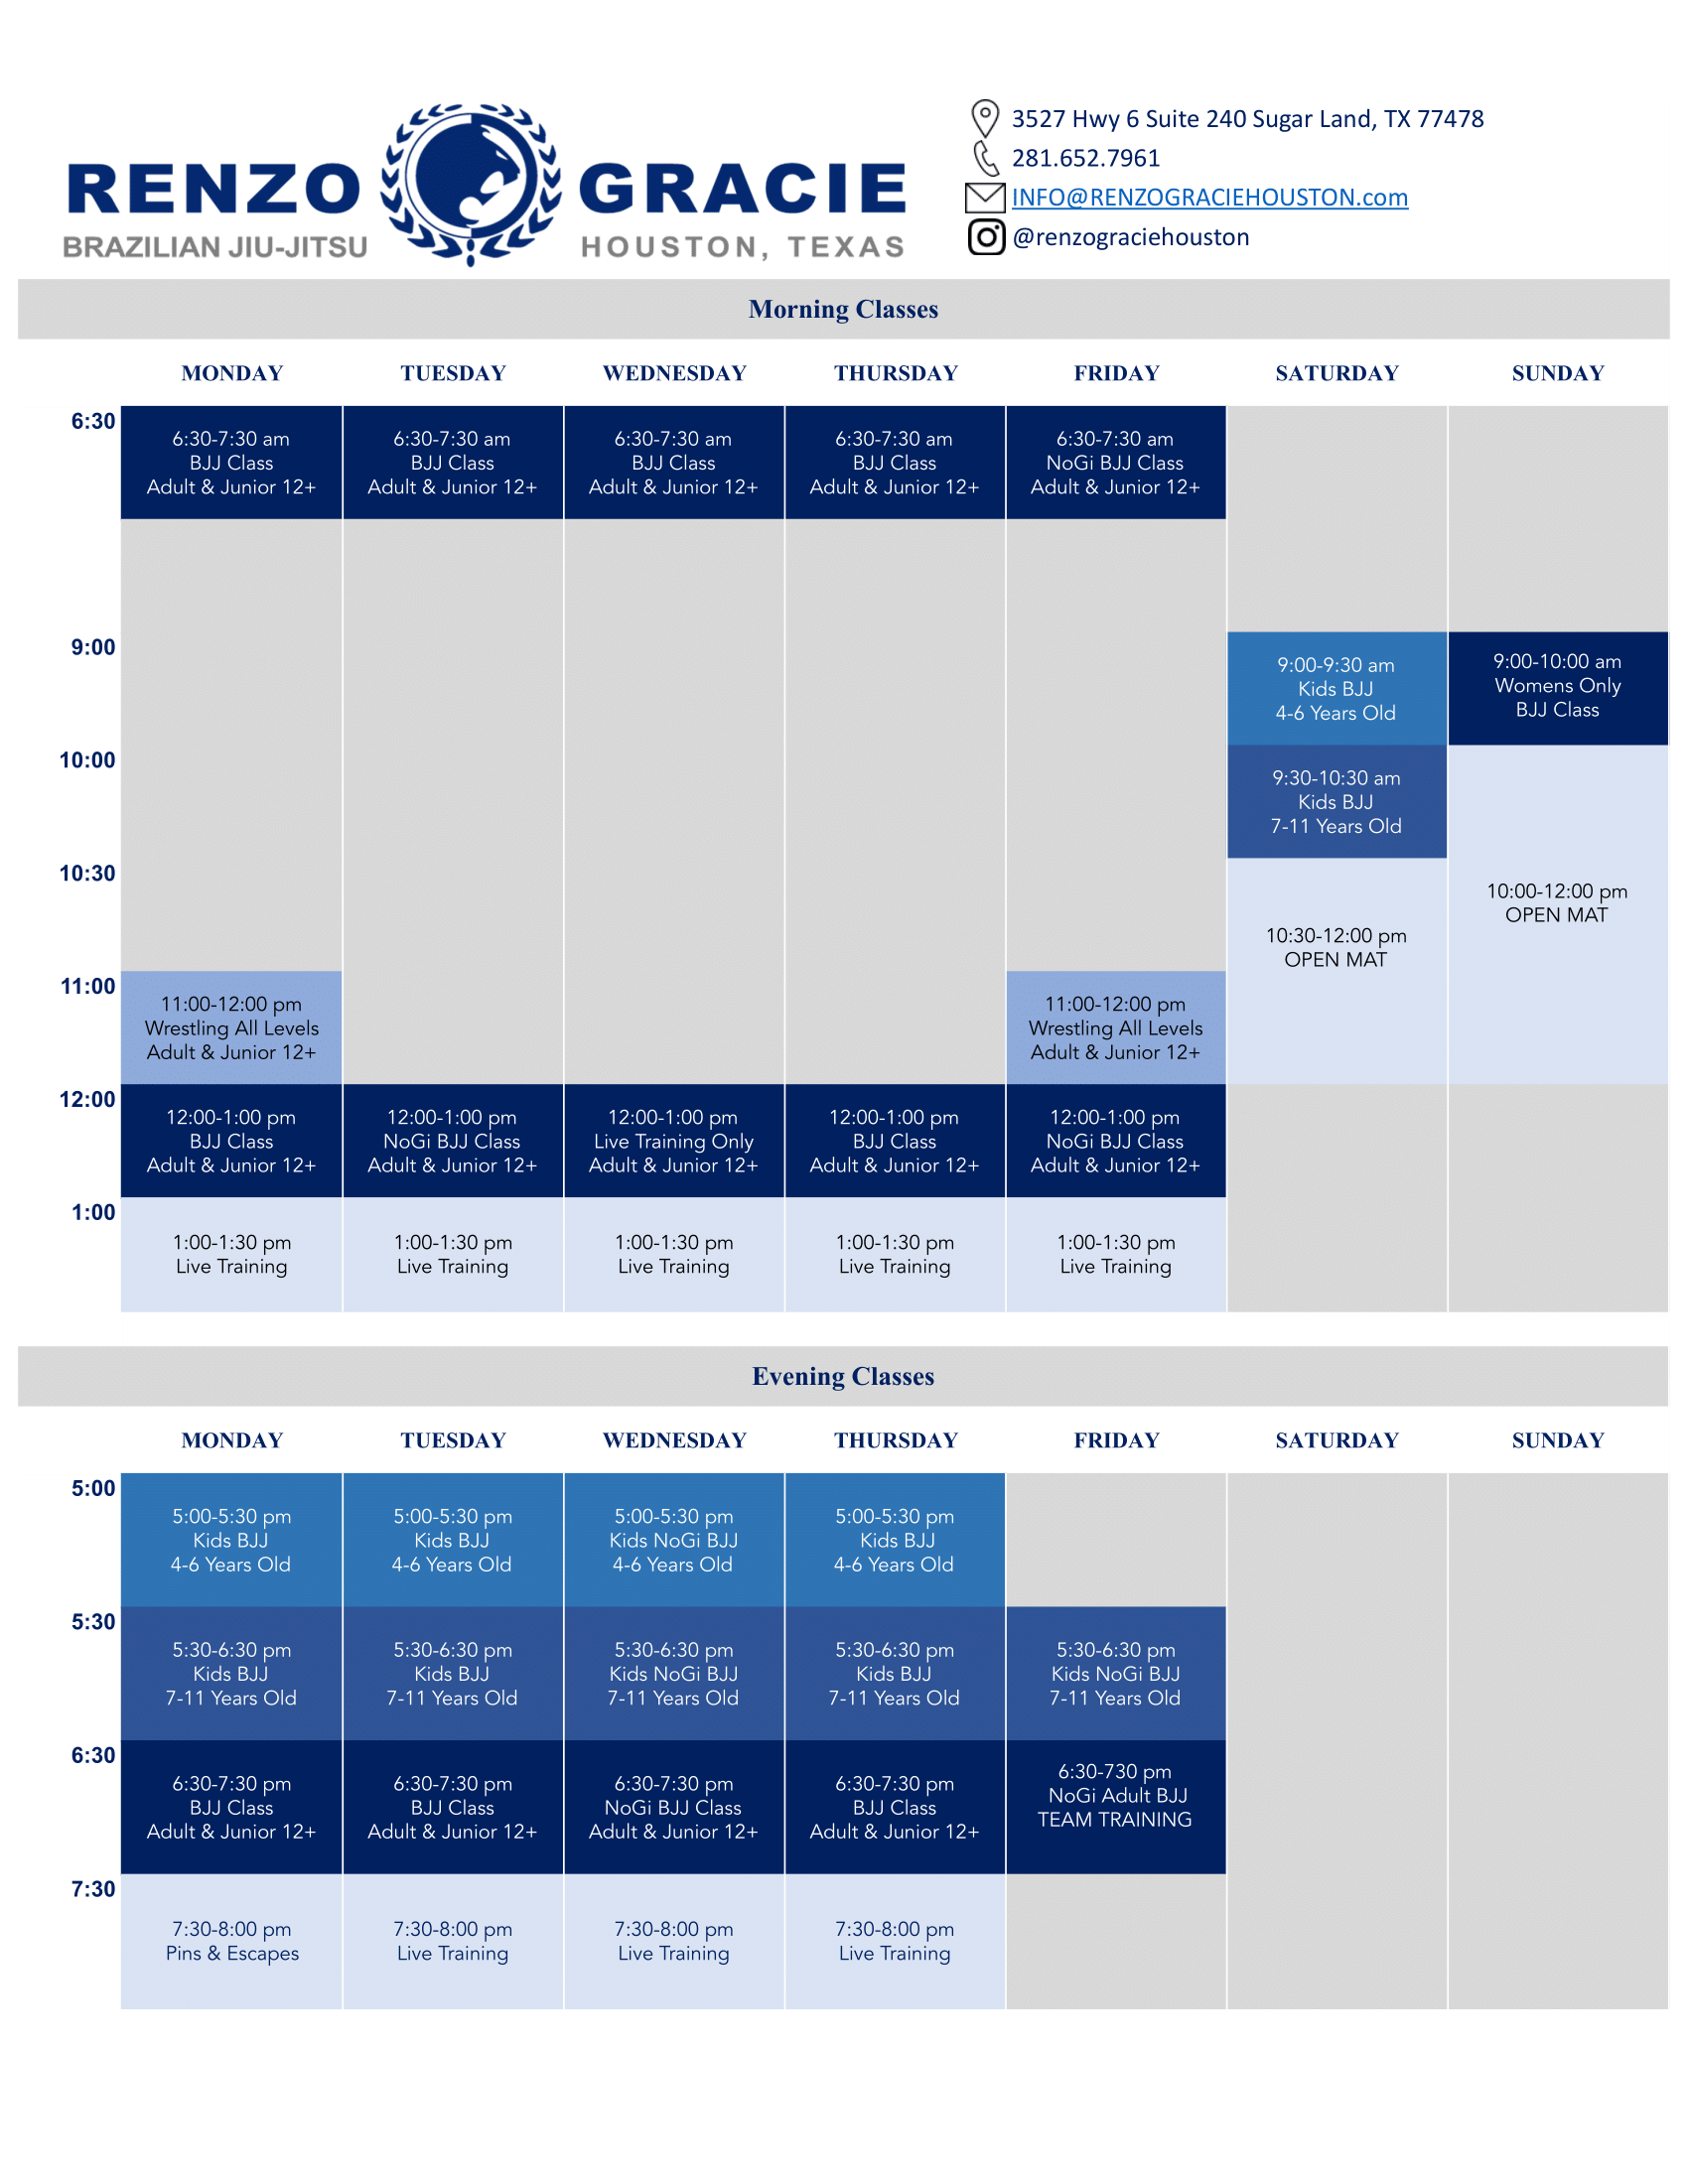 RENZO GRACIE
BRAZILIAN JIU-JITSU HOUSTON, TEXAS
3527 Hwy 6 Suite 240 Sugar Land, TX 77478
281.652.7961
INFO@RENZOGRACIEHOUSTON.com
@renzograciehouston
Morning Classes
MONDAY TUESDAY WEDNESDAY THURSDAY FRIDAY SATURDAY SUNDAY
6:30
6:30-7:30 am 6:30-7:30 am 6:30-7:30 am 6:30-7:30 am 6:30-7:30 am
BJJ Class BJJ Class BJJ Class BJJ Class NoGi BJJ Class
Adult & Junior 12+ Adult & Junior 12+ Adult & Junior 12+ Adult & Junior 12+ Adult & Junior 12+
9:00
9:00-9:30 am 9:00-10:00 am
Kids BJJ Womens Only
4-6 Years Old BJJ Class
10:00
9:30-10:30 am
Kids BJJ
7-11 Years Old
10:30
10:00-12:00 pm
OPEN MAT
10:30-12:00 pm
OPEN MAT
11:00
11:00-12:00 pm 11:00-12:00 pm
Wrestling All Levels Wrestling All Levels
Adult & Junior 12+ Adult & Junior 12+
12:00
12:00-1:00 pm 12:00-1:00 pm 12:00-1:00 pm 12:00-1:00 pm 12:00-1:00 pm
BJJ Class NoGi BJJ Class Live Training Only BJJ Class NoGi BJJ Class
Adult & Junior 12+ Adult & Junior 12+ Adult & Junior 12+ Adult & Junior 12+ Adult & Junior 12+
1:00
1:00-1:30 pm 1:00-1:30 pm 1:00-1:30 pm 1:00-1:30 pm 1:00-1:30 pm
Live Training Live Training Live Training Live Training Live Training
Evening Classes
MONDAY TUESDAY WEDNESDAY THURSDAY FRIDAY SATURDAY SUNDAY
5:00
5:00-5:30 pm 5:00-5:30 pm 5:00-5:30 pm 5:00-5:30 pm
Kids BJJ Kids BJJ Kids NoGi BJJ Kids BJJ
4-6 Years Old 4-6 Years Old 4-6 Years Old 4-6 Years Old
5:30
5:30-6:30 pm 5:30-6:30 pm 5:30-6:30 pm 5:30-6:30 pm 5:30-6:30 pm
Kids BJJ Kids BJJ Kids NoGi BJJ Kids BJJ Kids NoGi BJJ
7-11 Years Old 7-11 Years Old 7-11 Years Old 7-11 Years Old 7-11 Years Old
6:30
6:30-7:30 pm 6:30-7:30 pm 6:30-7:30 pm 6:30-7:30 pm 6:30-730 pm
BJJ Class BJJ Class NoGi BJJ Class BJJ Class NoGi Adult BJJ
Adult & Junior 12+ Adult & Junior 12+ Adult & Junior 12+ Adult & Junior 12+ TEAM TRAINING
7:30
7:30-8:00 pm 7:30-8:00 pm 7:30-8:00 pm 7:30-8:00 pm
Pins & Escapes Live Training Live Training Live Training